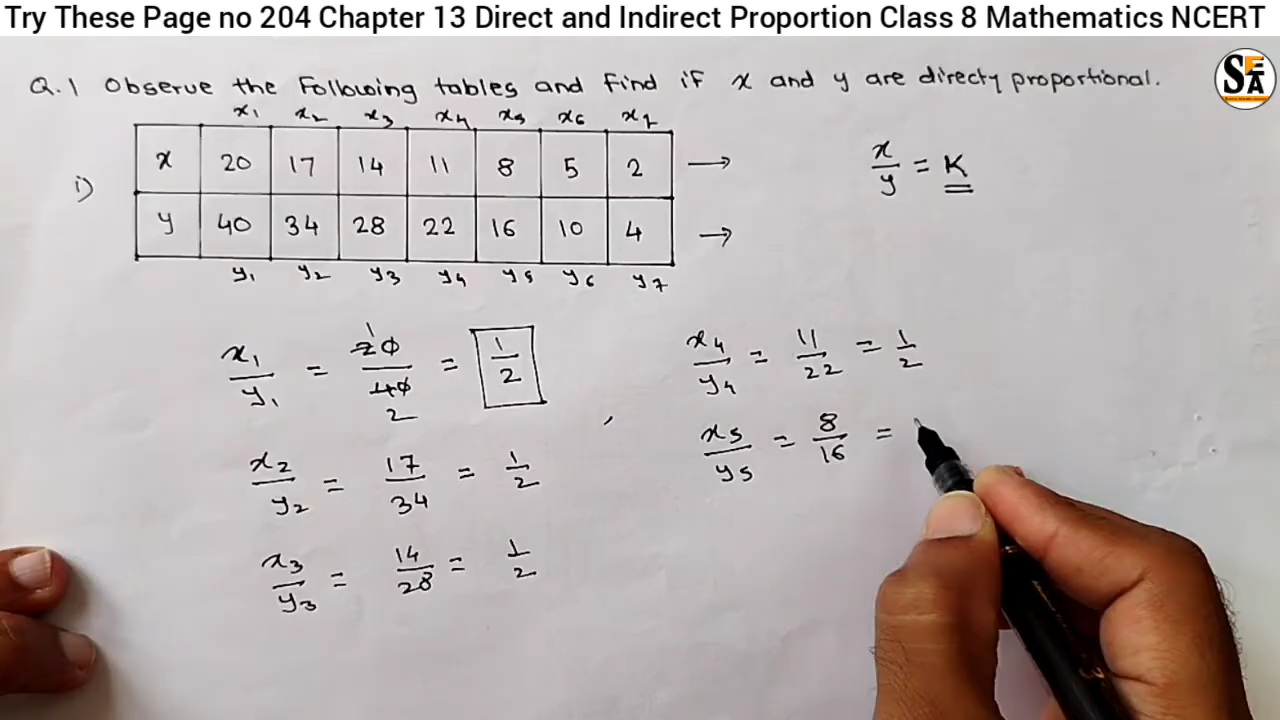 Try These Page no 204 Chapter 13 Direct and Indirect Proportion Class 8 Mathematics NCERT
SFEA
Q.1 Observe the Following tables and find if x and y are directy proportional.
x₁ x₂ x₃ x₄ x₅ x₆ x₇
i)
x 20 17 14 11 8 5 2 →
y 40 34 28 22 16 10 4 →
y₁ y₂ y₃ y₄ y₅ y₆ y₇
x/y = K
x₁/y₁ = 20/40 = 1/2
1
2
x₂/y₂ = 17/34 = 1/2
x₃/y₃ = 14/28 = 1/2
,
x₄/y₄ = 11/22 = 1/2
x₅/y₅ = 8/16 =